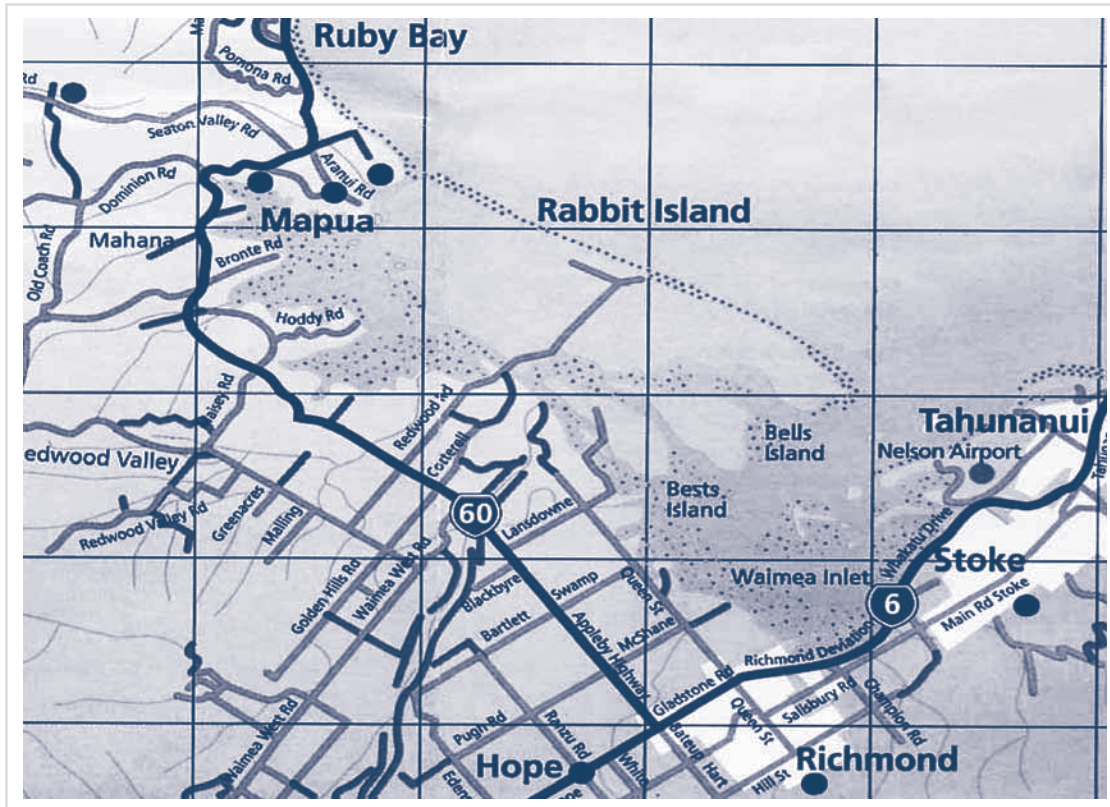 Ruby Bay
Pomona Rd
Rd
Seaton Valley Rd
Aranui Rd
Dominion Rd
Mapua
Rabbit Island
Mahana
Old Coach Rd
Bronte Rd
Hoddy Rd
Redwood Rd
Cotterell
Tahunanui
Bells
Island
Nelson Airport
edwood Valley
Bests
Island
Greenacres
Malling
Redwood Valley Rd
60
Lansdowne
Whakatu Drive
Stoke
Waimea Inlet
Golden Hills Rd
Waimea West Rd
Blackbyre
Swamp
Queen St
6
Main Rd Stoke
Bartlett
McShane
Appleby Highway
Richmond Deviation
Gladstone Rd
Salisbury Rd
Champion Rd
Waimea West Rd
Pugh Rd
Ranzu Rd
Queen St
Gateup
Hart
Richmond
Hope
White
Hill St